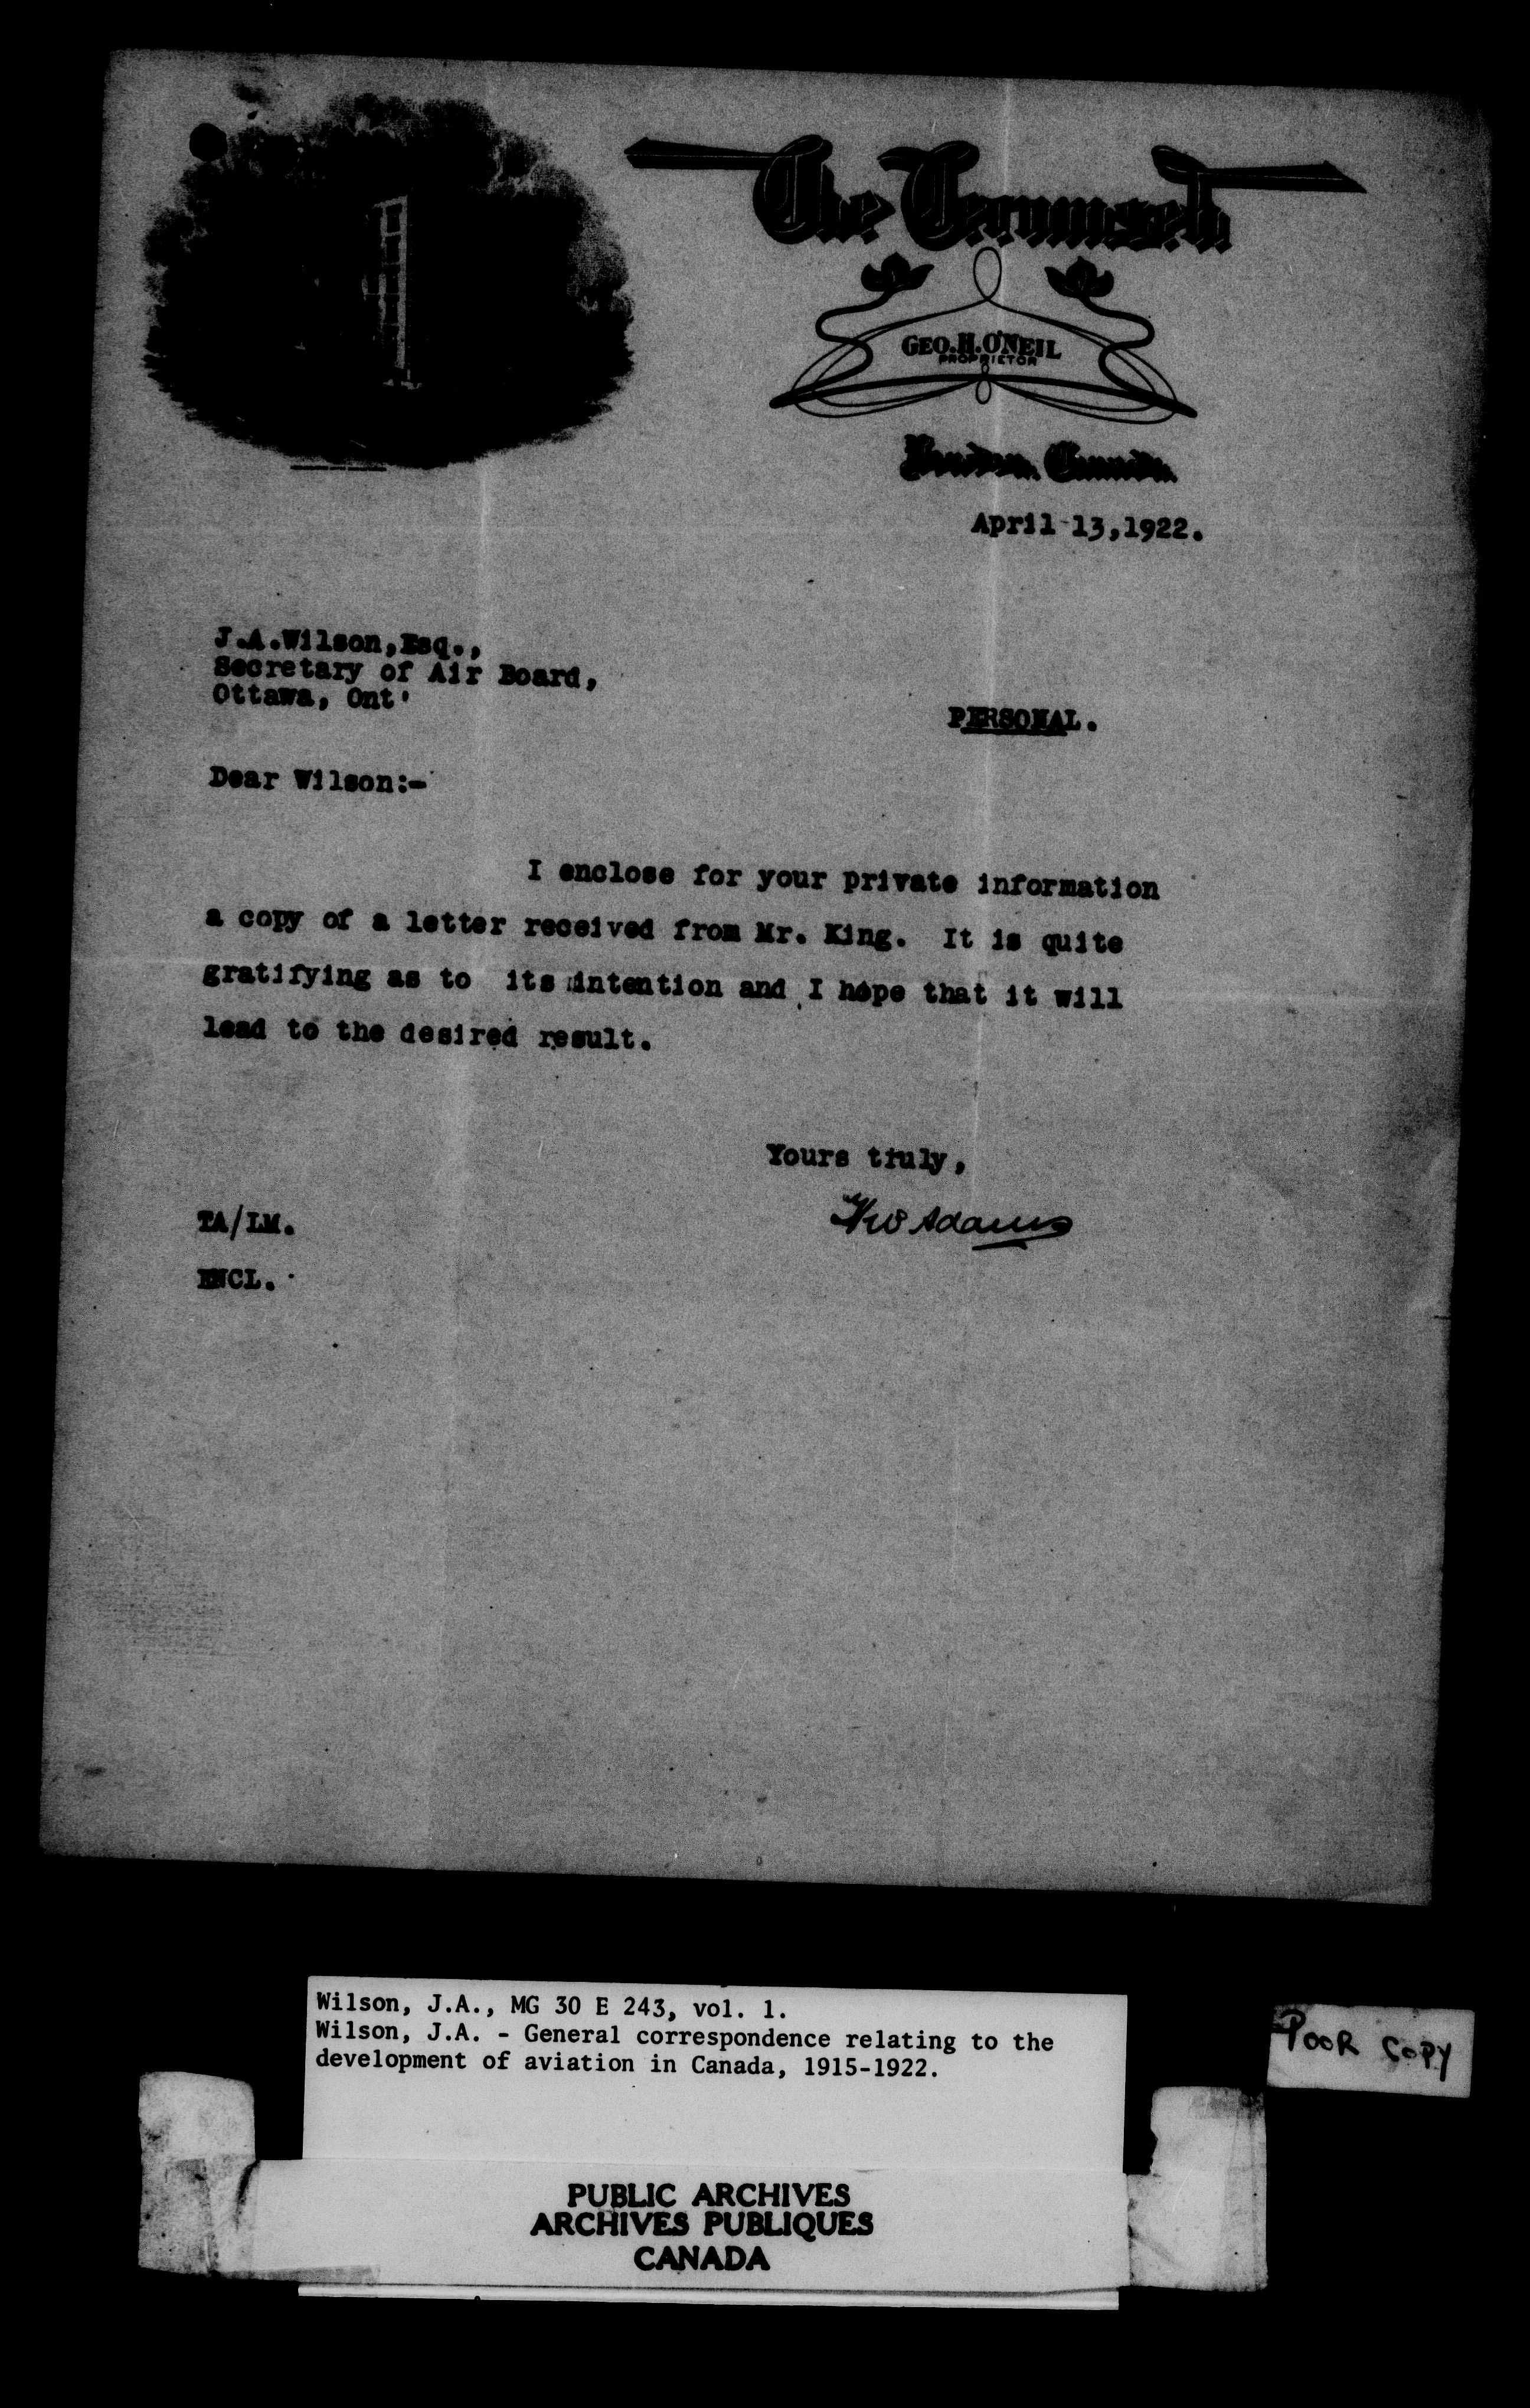 The Tecumseh
GEO. H. O'NEIL
PROPRIETOR
London, Canada
April 13,1922.
J.A.Wilson,Esq.,
Secretary of Air Board,
Ottawa, Ont'
PERSONAL.
Dear Wilson:-
I enclose for your private information
a copy of a letter received from Mr. King. It is quite
gratifying as to its intention and I hope that it will
lead to the desired result.
Yours truly,
Thos Adams
TA/LM.
ENCL.
Wilson, J.A., MG 30 E 243, vol. 1.
Wilson, J.A. - General correspondence relating to the
development of aviation in Canada, 1915-1922.
POOR COPY
PUBLIC ARCHIVES
ARCHIVES PUBLIQUES
CANADA